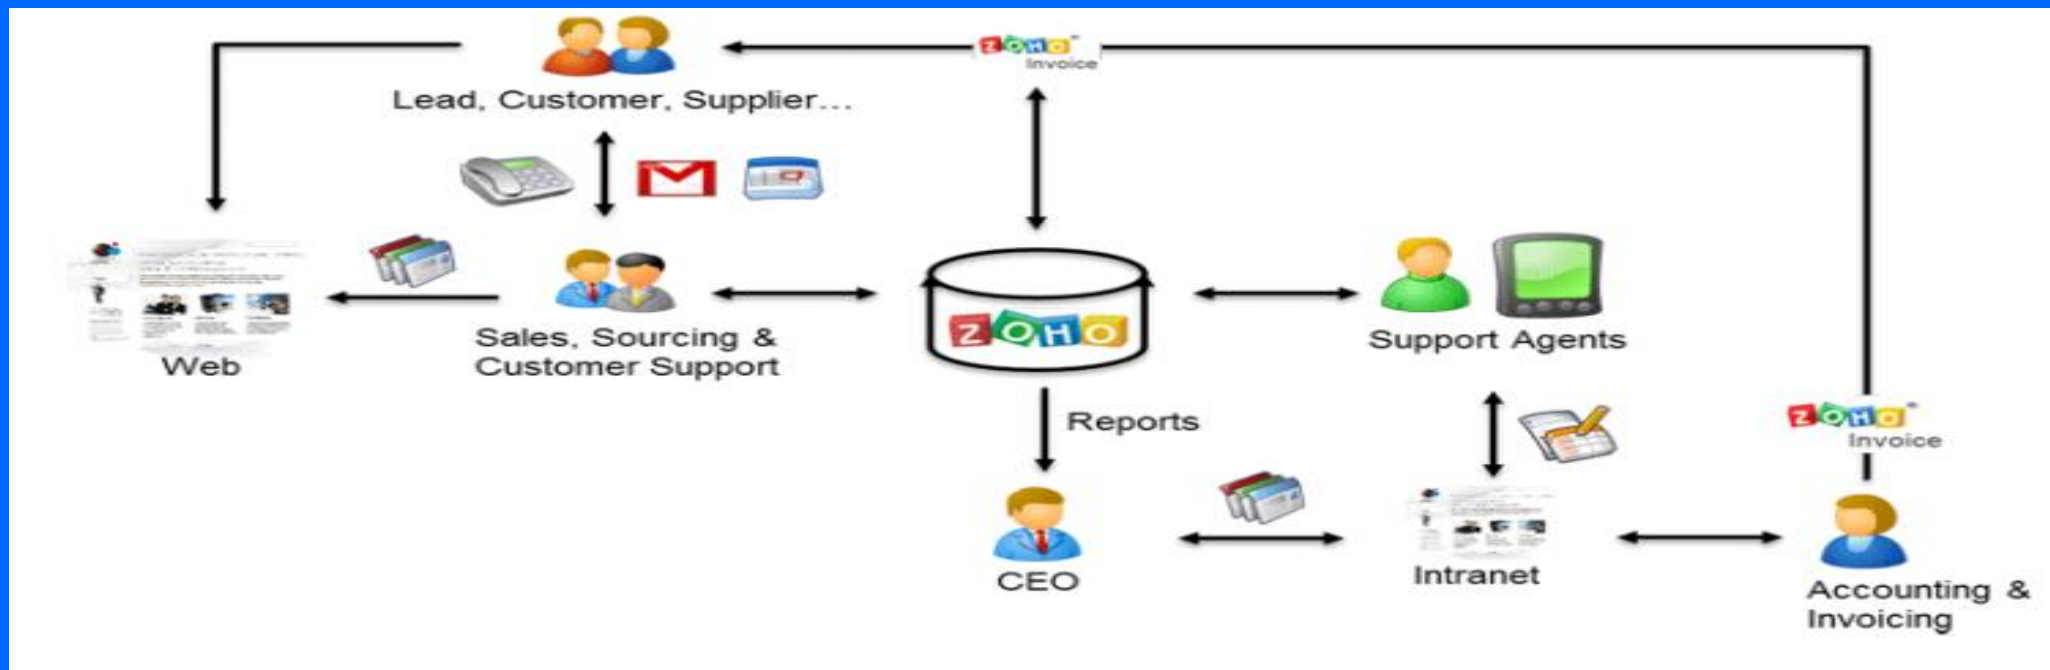 ZOHO
Invoice
Lead, Customer, Supplier...
Sales, Sourcing &
Customer Support
Web
ZOHO
Support Agents
Reports
ZOHO
Invoice
CEO
Intranet
Accounting &
Invoicing